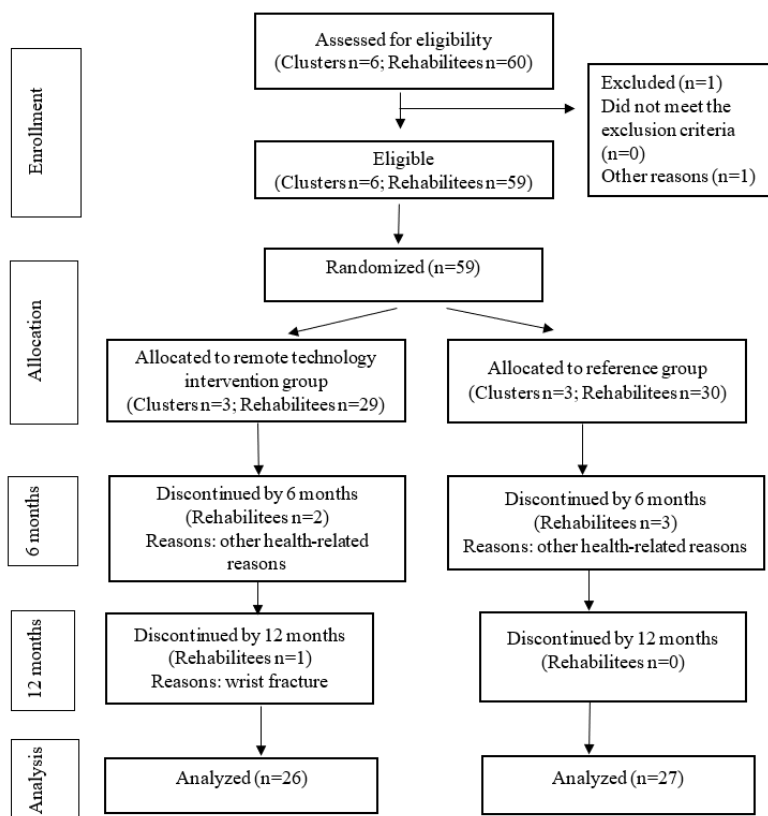 Enrollment
Assessed for eligibility
(Clusters n=6; Rehabilitees n=60)
Excluded (n=1)
Did not meet the
exclusion criteria
(n=0)
Other reasons (n=1)
Eligible
(Clusters n=6; Rehabilitees n=59)
Allocation
Randomized (n=59)
Allocated to remote technology
intervention group
(Clusters n=3; Rehabilitees n=29)
Allocated to reference group
(Clusters n=3; Rehabilitees n=30)
6 months
Discontinued by 6 months
(Rehabilitees n=2)
Reasons: other health-related
reasons
Discontinued by 6 months
(Rehabilitees n=3)
Reasons: other health-related reasons
12 months
Discontinued by 12 months
(Rehabilitees n=1)
Reasons: wrist fracture
Discontinued by 12 months
(Rehabilitees n=0)
Analysis
Analyzed (n=26)
Analyzed (n=27)